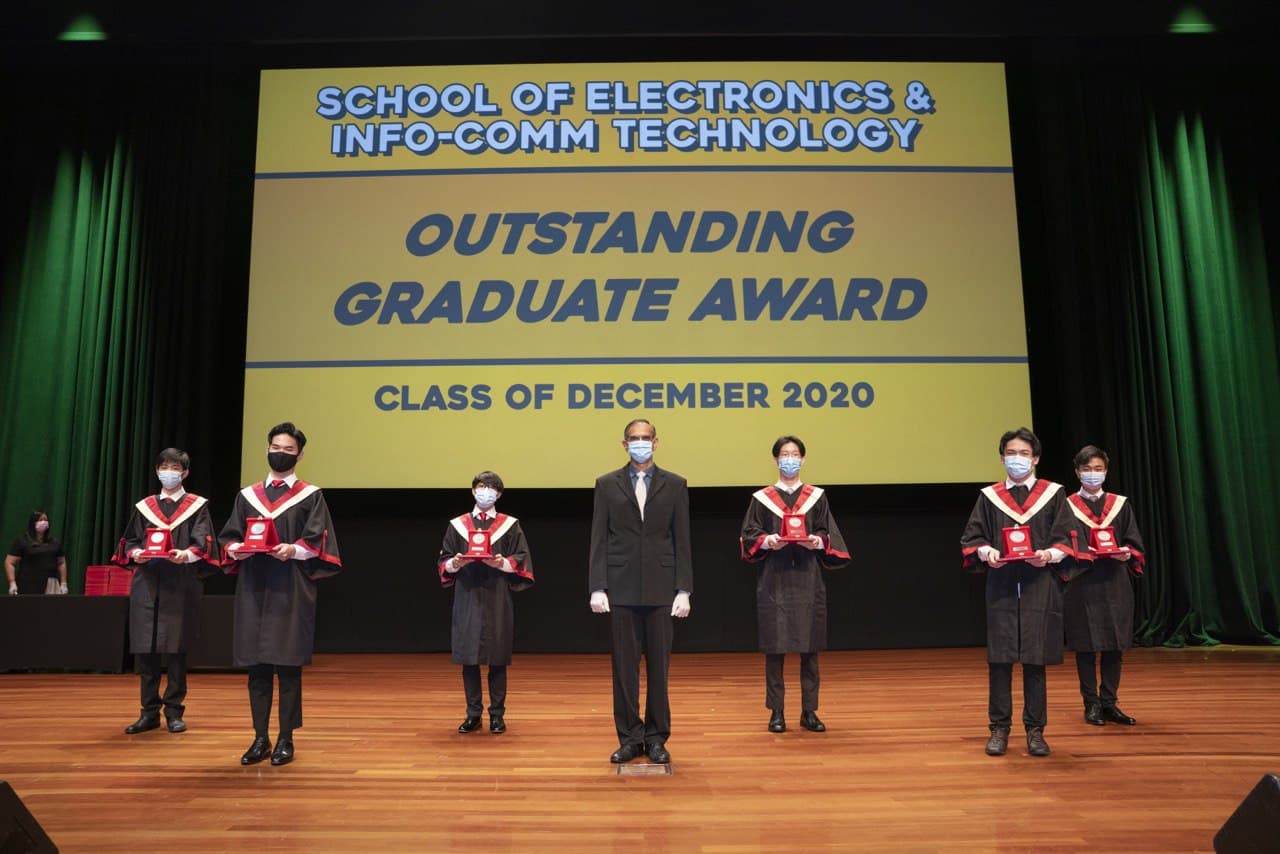 SCHOOL OF ELECTRONICS &
INFO-COMM TECHNOLOGY
OUTSTANDING
GRADUATE AWARD
CLASS OF DECEMBER 2020